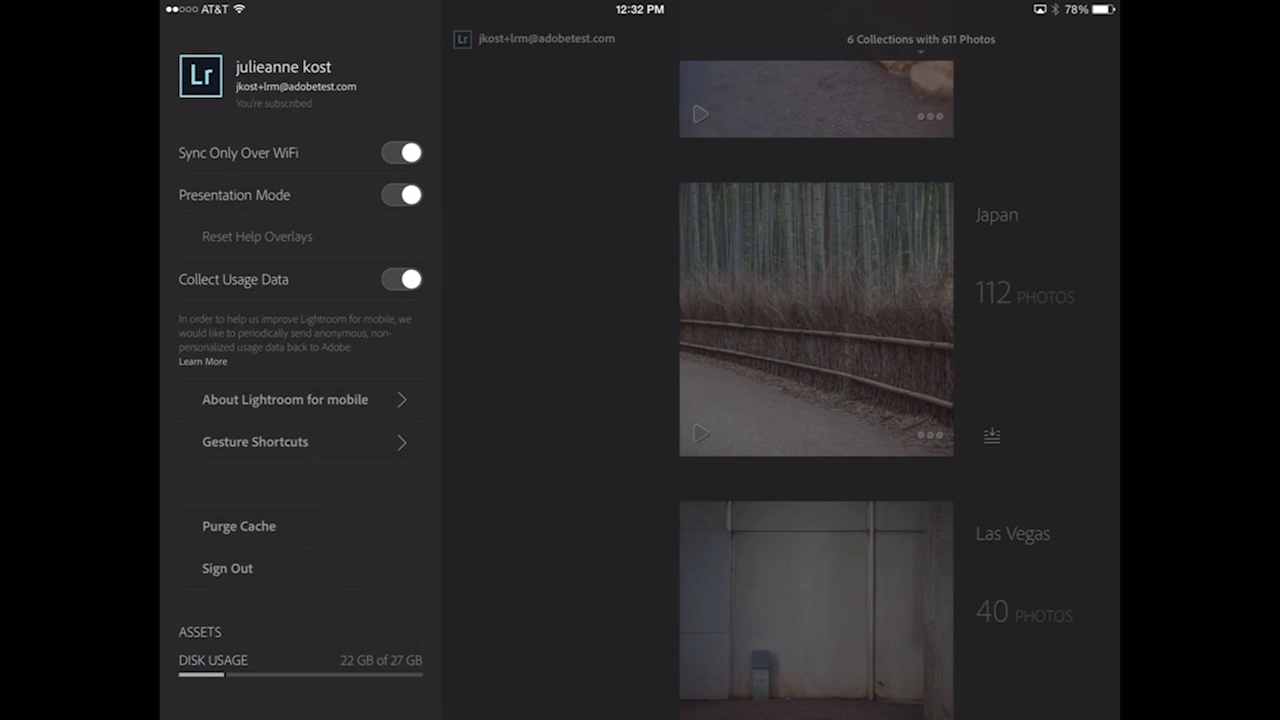 AT&T
12:32 PM
78%
Lr
julieanne kost
jkost+lrm@adobetest.com
You're subscribed
Sync Only Over WiFi
Presentation Mode
Reset Help Overlays
Collect Usage Data
In order to help us improve Lightroom for mobile, we
would like to periodically send anonymous, non-
personalized usage data back to Adobe.
Learn More
About Lightroom for mobile
Gesture Shortcuts
Purge Cache
Sign Out
ASSETS
DISK USAGE 22 GB of 27 GB
Lr jkost+lrm@adobetest.com
6 Collections with 611 Photos
Japan
112 PHOTOS
Las Vegas
40 PHOTOS